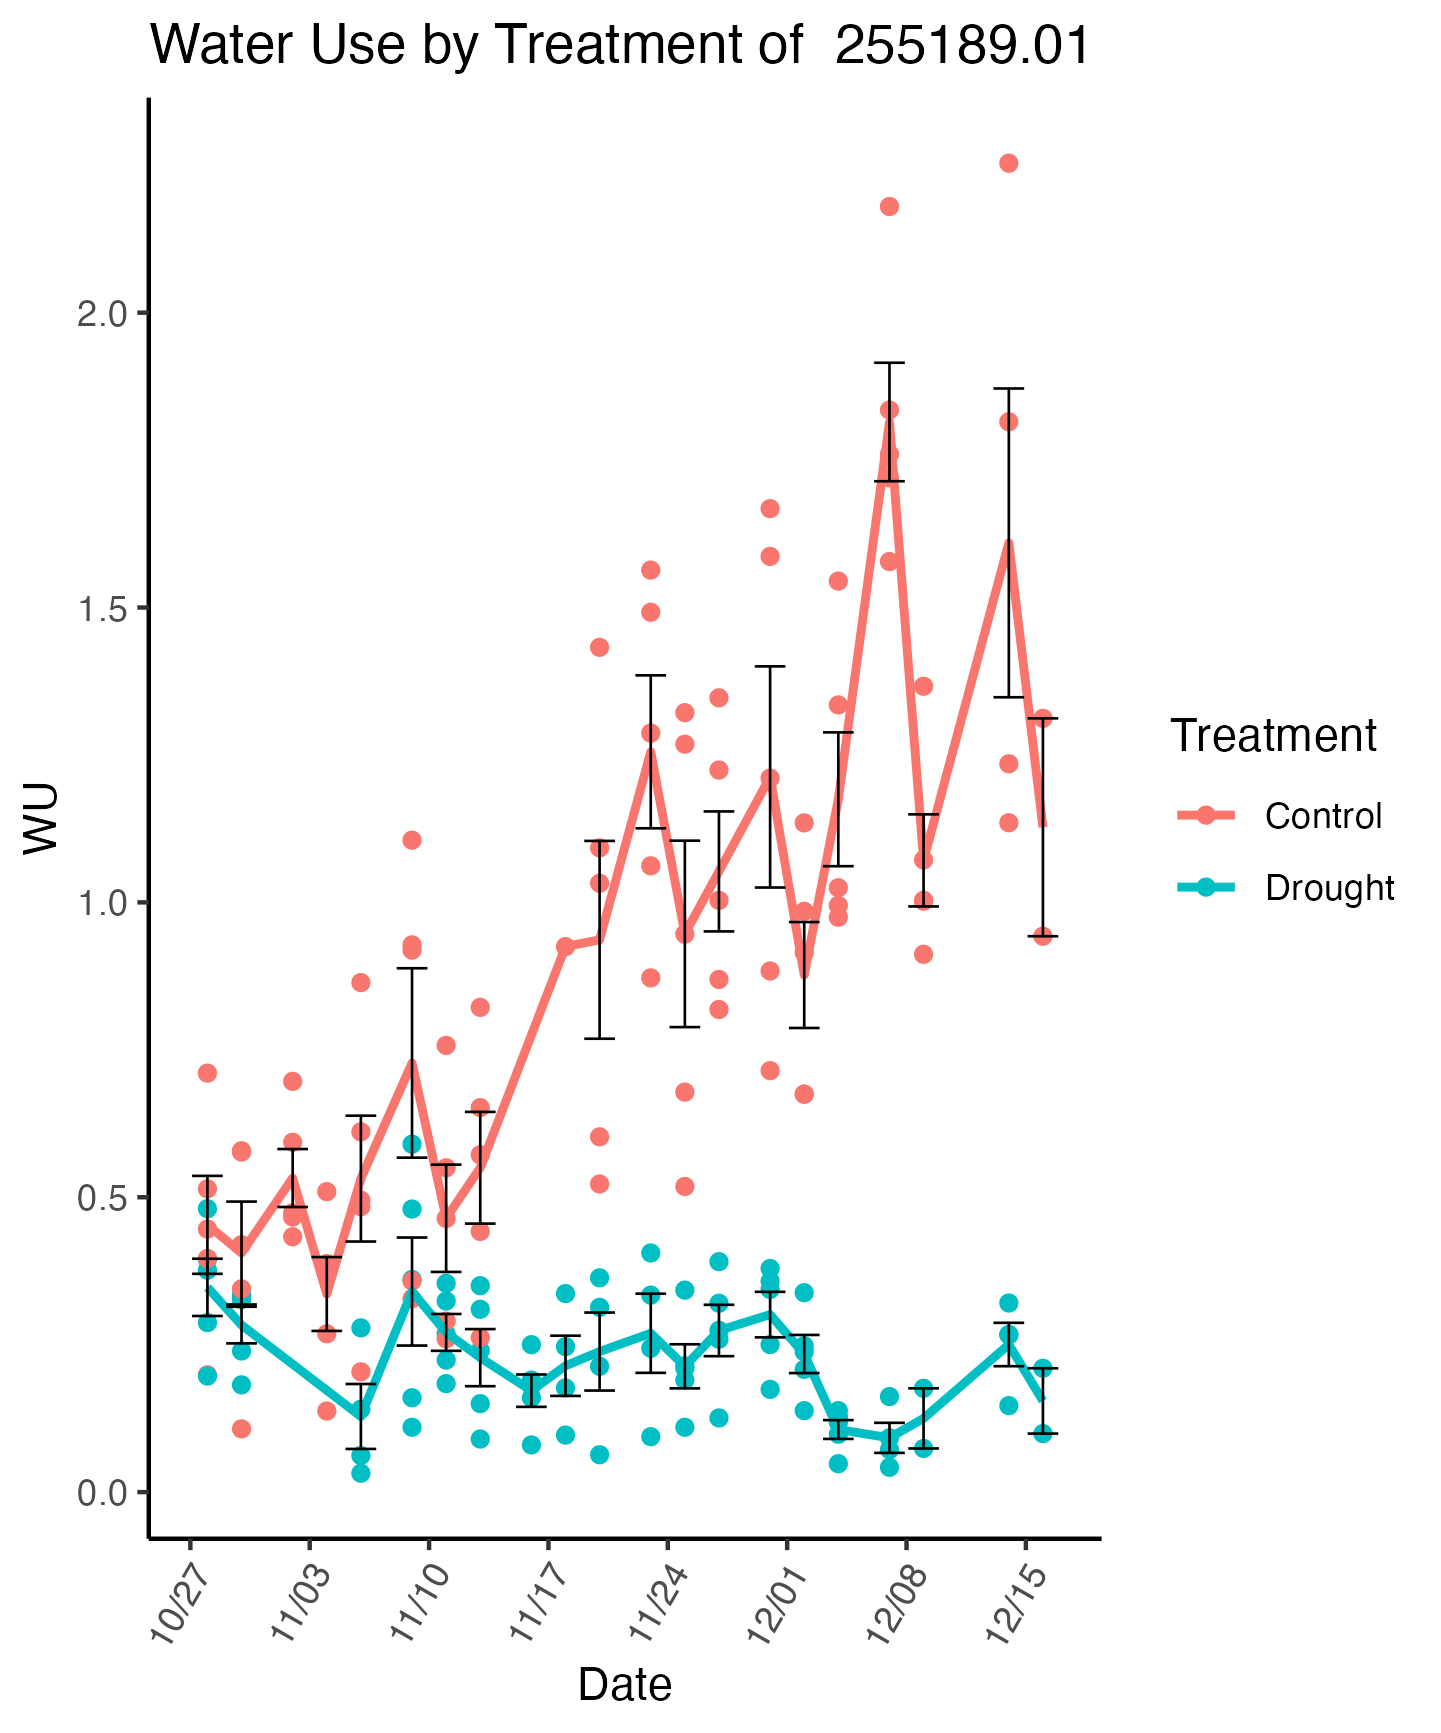 Water Use by Treatment of  255189.01
WU
2.0
1.5
1.0
0.5
0.0
10/27
11/03
11/10
11/17
11/24
12/01
12/08
12/15
Date
Treatment
Control
Drought